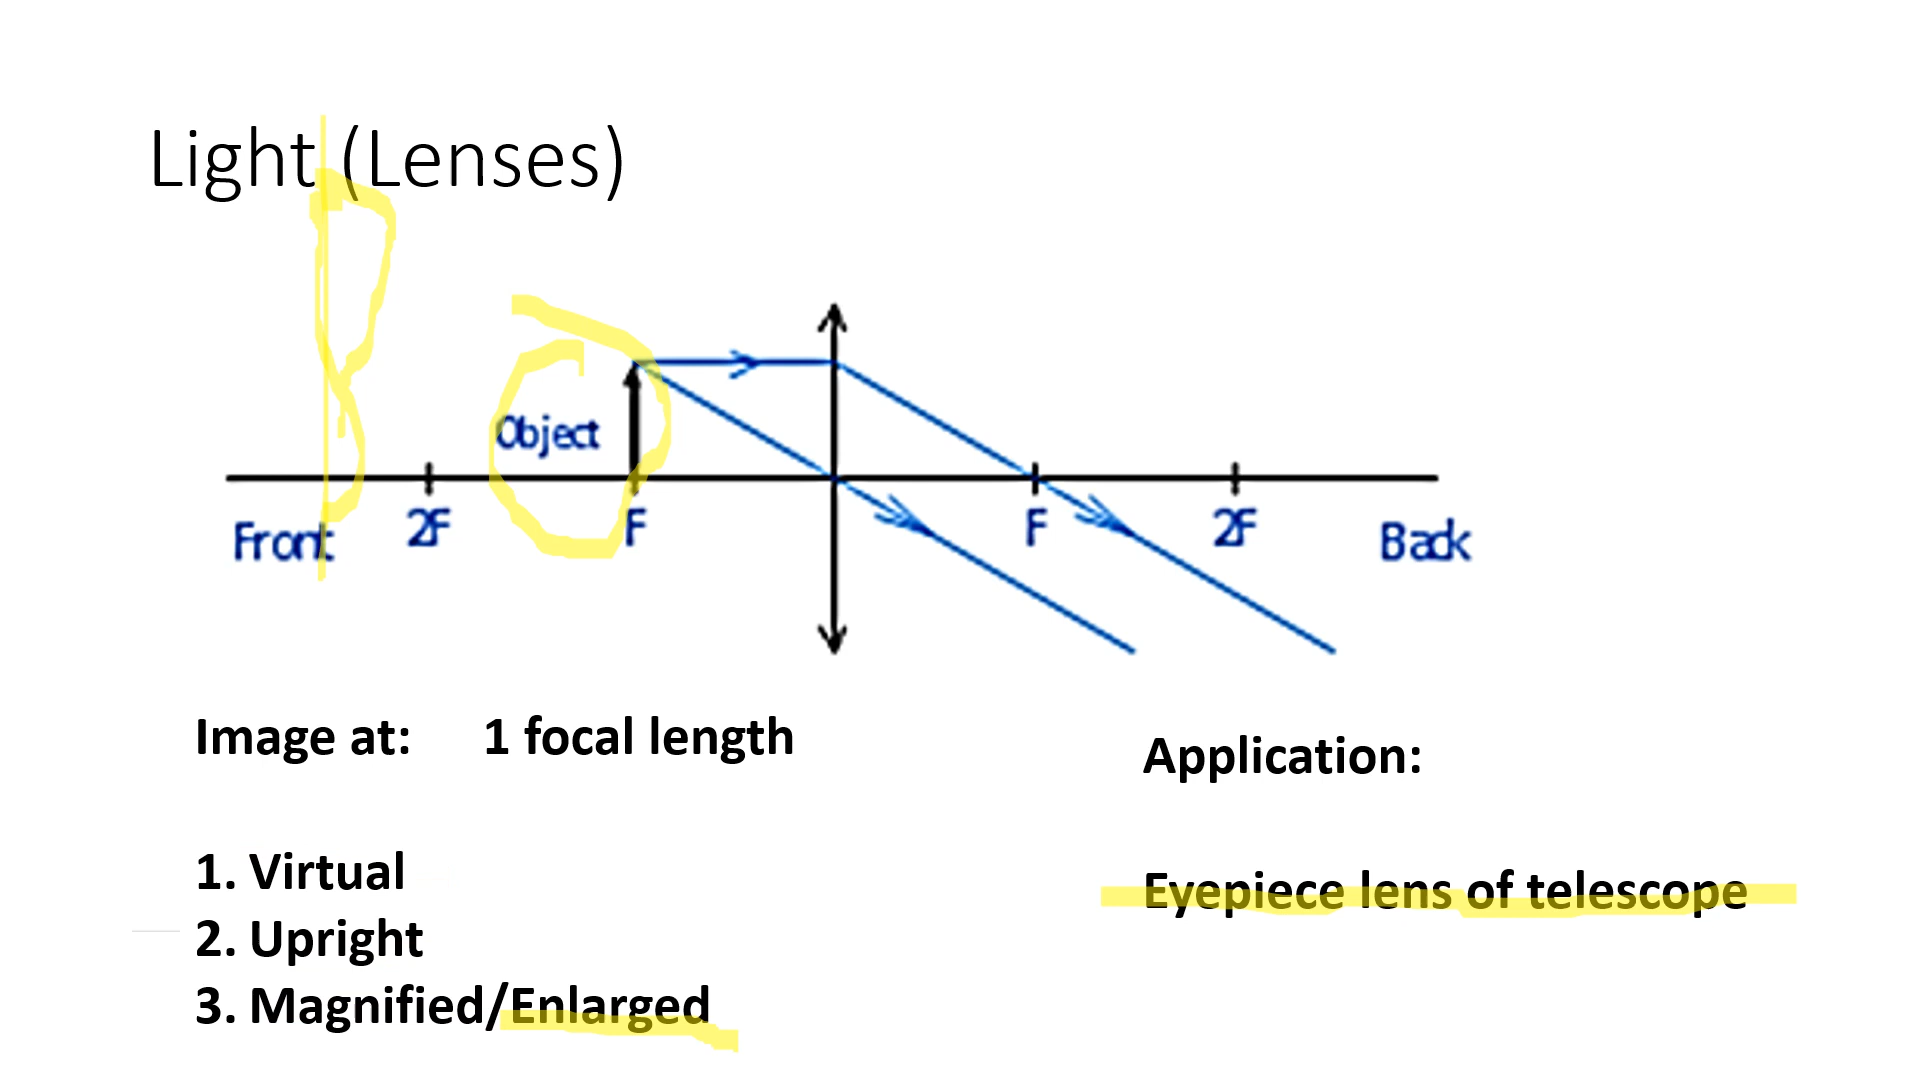 Light (Lenses)
Object
Front 2F F F 2F Back
Image at: 1 focal length
Application:
1. Virtual
Eyepiece lens of telescope
2. Upright
3. Magnified/Enlarged